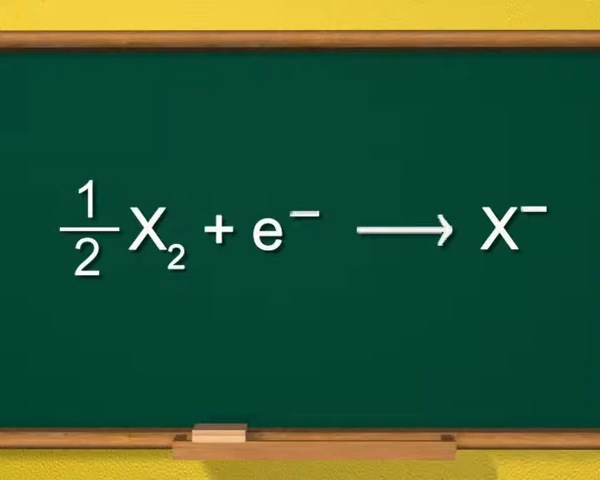 ½X₂ + e⁻ ⟶ X⁻